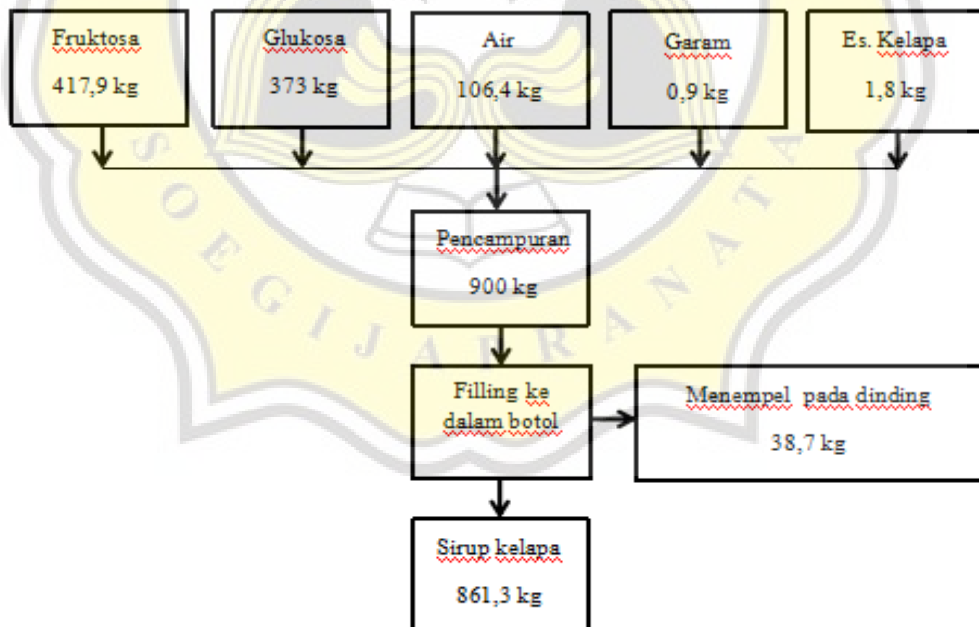 Fruktosa
417,9 kg
Glukosa
373 kg
Air
106,4 kg
Garam
0,9 kg
Es. Kelapa
1,8 kg
Pencampuran
900 kg
Filling ke
dalam botol
Menempel pada dinding
38,7 kg
Sirup kelapa
861,3 kg
SOEGIJAPRANATA